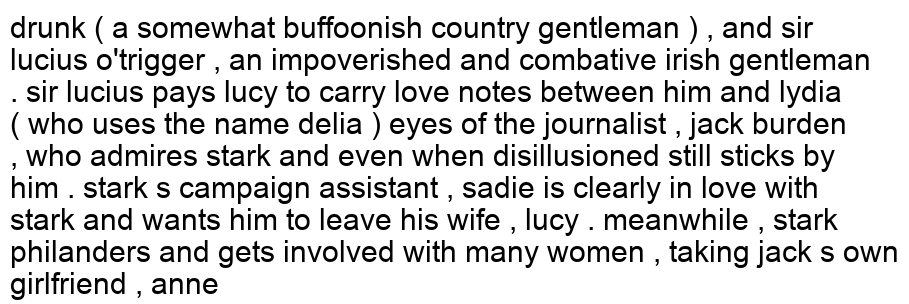 drunk ( a somewhat buffoonish country gentleman ) , and sir
lucius o'trigger , an impoverished and combative irish gentleman
. sir lucius pays lucy to carry love notes between him and lydia
( who uses the name delia ) eyes of the journalist , jack burden
, who admires stark and even when disillusioned still sticks by
him . stark s campaign assistant , sadie is clearly in love with
stark and wants him to leave his wife , lucy . meanwhile , stark
philanders and gets involved with many women , taking jack s own
girlfriend , anne